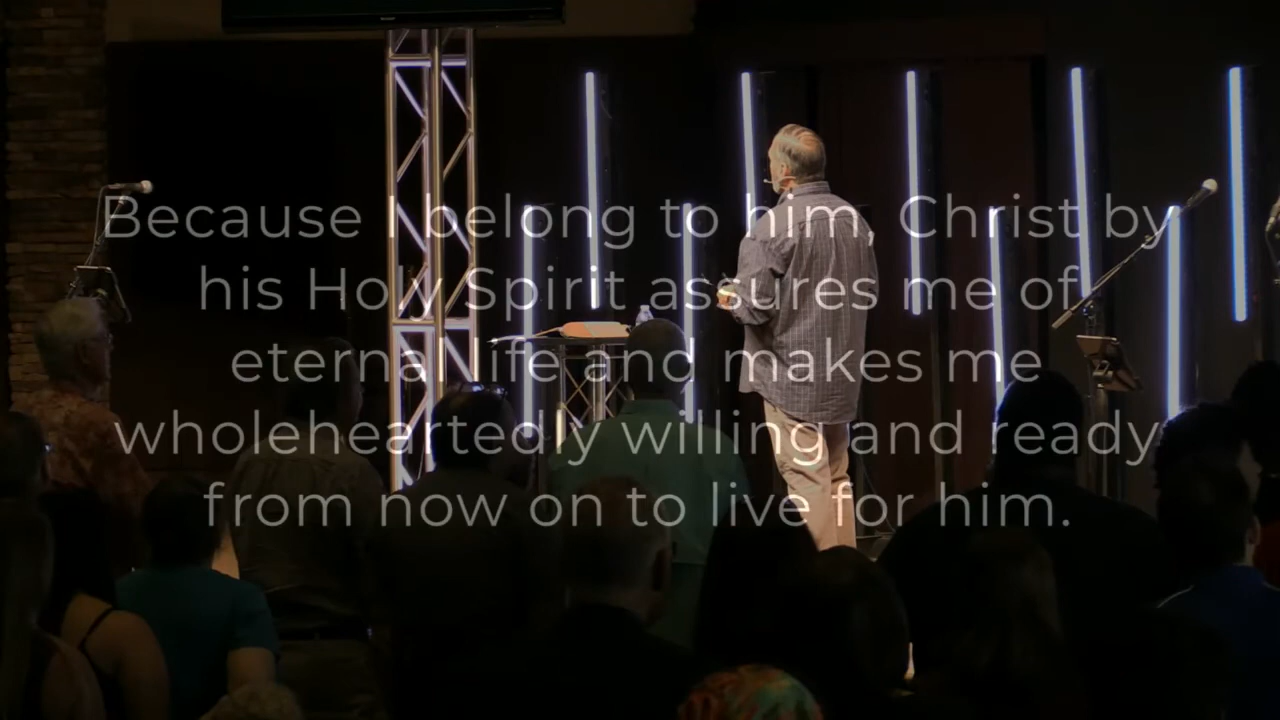 Because I belong to him, Christ by
his Holy Spirit assures me of
eternal life and makes me
wholeheartedly willing and ready
from now on to live for him.